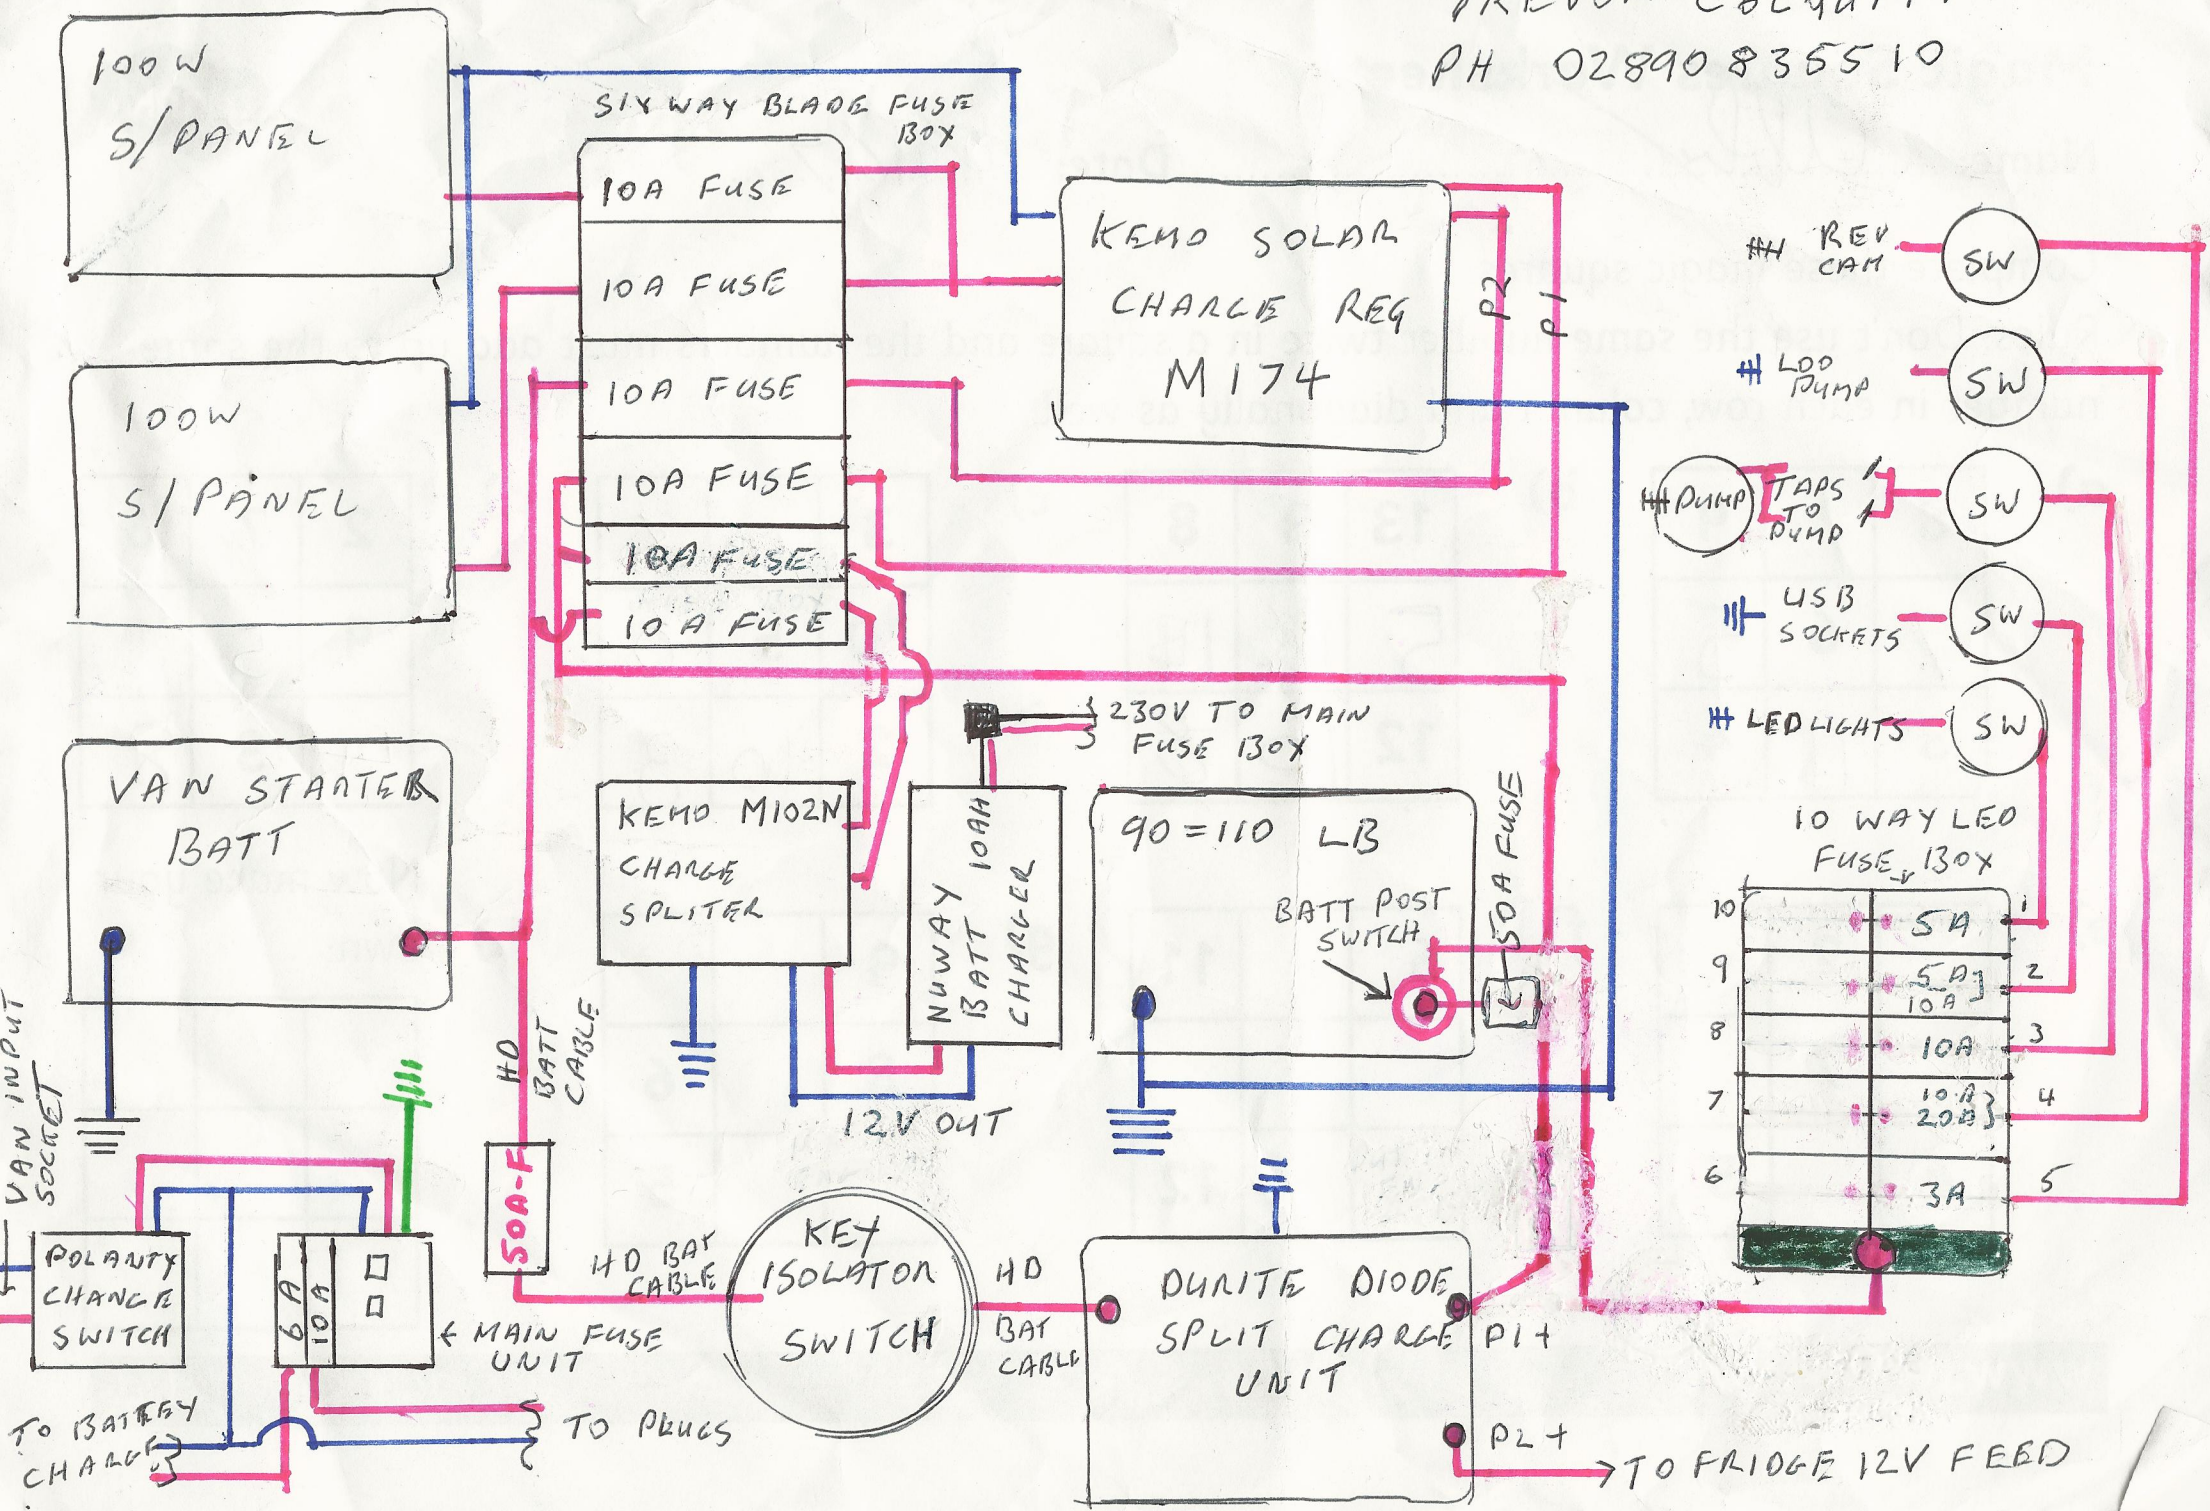 PH 02890835510
100W
S/PANEL
SIX WAY BLADE FUSE
BOX
10A FUSE
10A FUSE
10A FUSE
10A FUSE
10A FUSE
10 A FUSE
KEMO SOLAR
CHARGE REG
M174
P2
P1
REV
CAM
SW
LOO
PUMP
SW
PUMP
TAPS
TO
PUMP
SW
USB
SOCKETS
SW
LED LIGHTS
SW
100W
S/PANEL
VAN STARTER
BATT
KEMO M102N
CHARGE
SPLITER
NUWAY
BATT 10AH
CHARGER
230V TO MAIN
FUSE BOX
90=110 LB
BATT POST
SWITCH
50A FUSE
10 WAY LED
FUSE BOX
10
5A
1
9
5A
10A
2
8
10A
3
7
10A
20A
4
6
3A
5
HD
BATT
CABLE
12V OUT
VAN INPUT
SOCKET
POLARITY
CHANGE
SWITCH
6A
10A
MAIN FUSE
UNIT
50A-F
HD BAT
CABLE
KEY
ISOLATOR
SWITCH
HD
BAT
CABLE
DURITE DIODE
SPLIT CHARGE
UNIT
P1+
P2+
TO FRIDGE 12V FEED
TO BATTEY
CHARGE
TO PLUGS